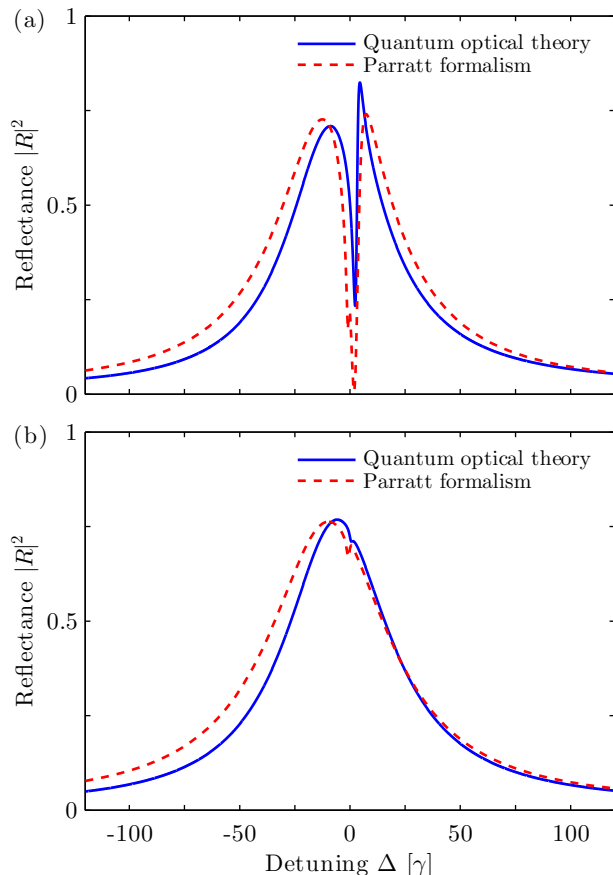 (a)
1
Quantum optical theory
Parratt formalism
Reflectance |R|²
0.5
0
(b)
1
Quantum optical theory
Parratt formalism
Reflectance |R|²
0.5
0
-100 -50 0 50 100
Detuning Δ [γ]